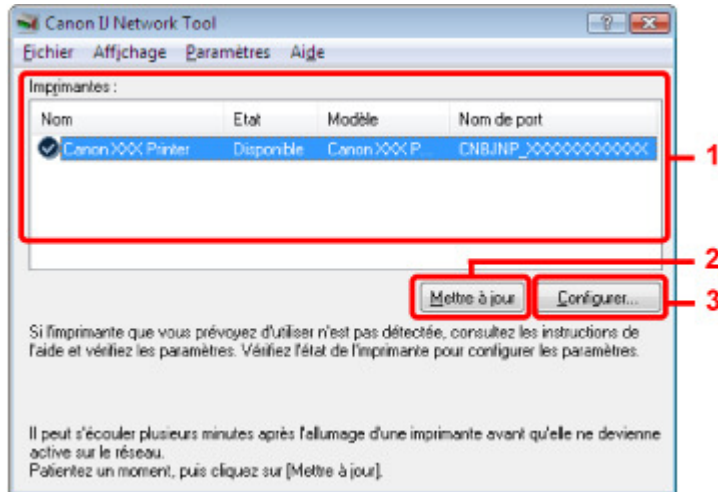 Canon IJ Network Tool
Fichier Affichage Paramètres Aide
Imprimantes :
Nom Etat Modèle Nom de port
Canon XXX Printer Disponible Canon XXX P... CNBJNP_XXXXXXXXXXXX
1
2
Mettre à jour Configurer...
3
Si l'imprimante que vous prévoyez d'utiliser n'est pas détectée, consultez les instructions de
l'aide et vérifiez les paramètres. Vérifiez l'état de l'imprimante pour configurer les paramètres.
Il peut s'écouler plusieurs minutes après l'allumage d'une imprimante avant qu'elle ne devienne
active sur le réseau.
Patientez un moment, puis cliquez sur [Mettre à jour].